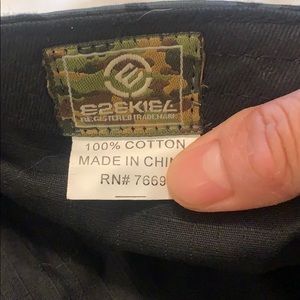 EZEKIEL
REGISTERED TRADEMARK
100% COTTON
MADE IN CHIN
RN# 7669